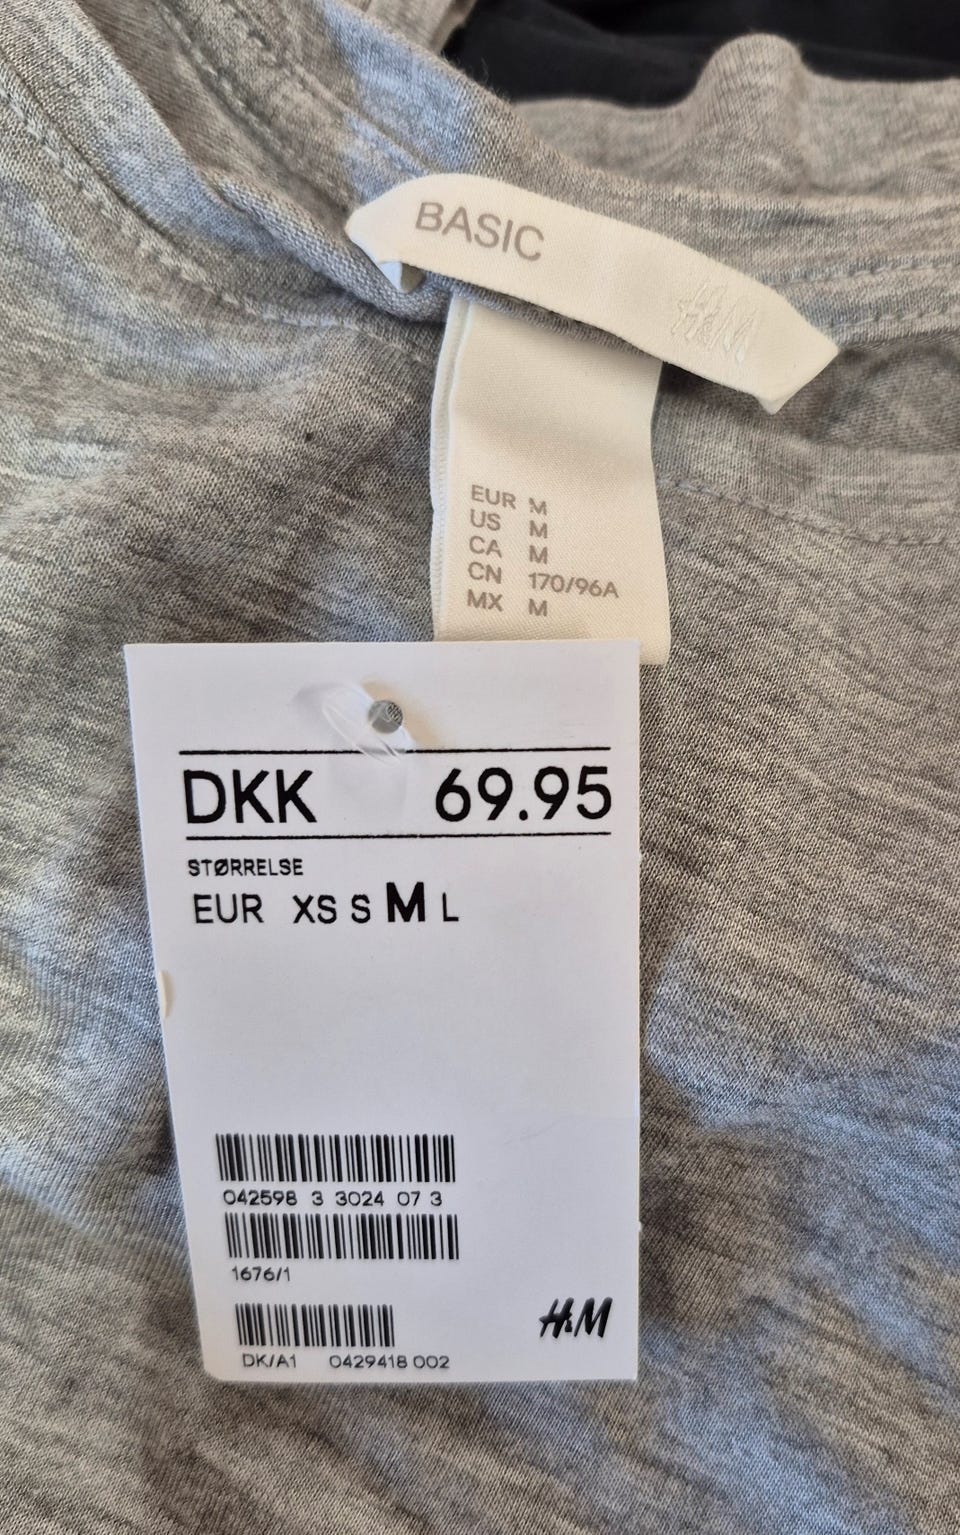 BASIC
H&M
EUR M
US M
CA M
CN 170/96A
MX M
DKK 69.95
STØRRELSE
EUR XS S M L
042598 3 3024 07 3
1676/1
H&M
DK/A1 0429418 002